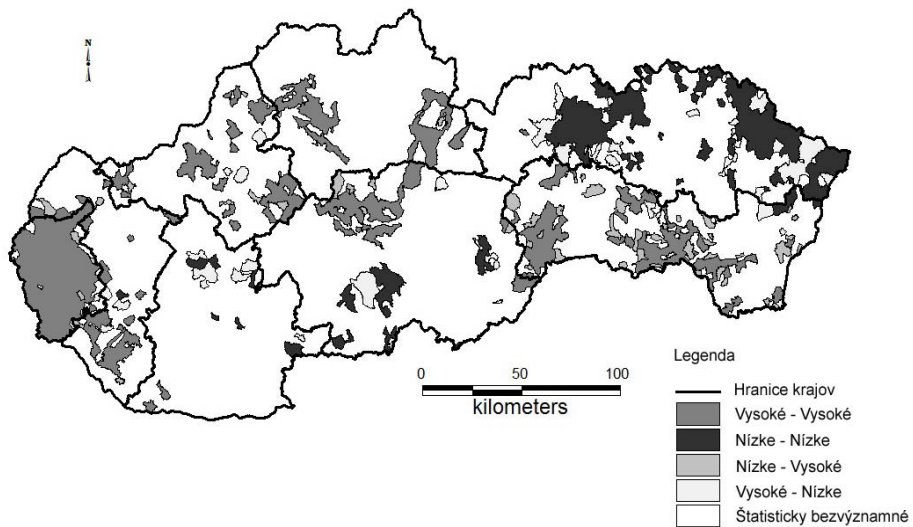 N
0 50 100
kilometers
Legenda
Hranice krajov
Vysoké - Vysoké
Nízke - Nízke
Nízke - Vysoké
Vysoké - Nízke
Štatisticky bezvýznamné